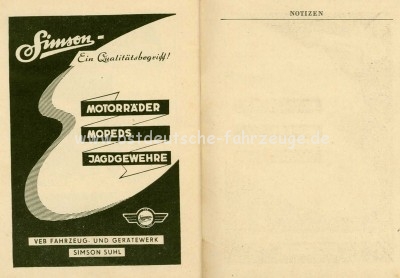 Simson -
Ein Qualitätsbegriff!
MOTORRÄDER
MOPEDS
JAGDGEWEHRE
VEB FAHRZEUG- UND GERÄTEWERK
SIMSON SUHL
NOTIZEN
www.ostdeutsche-fahrzeuge.de